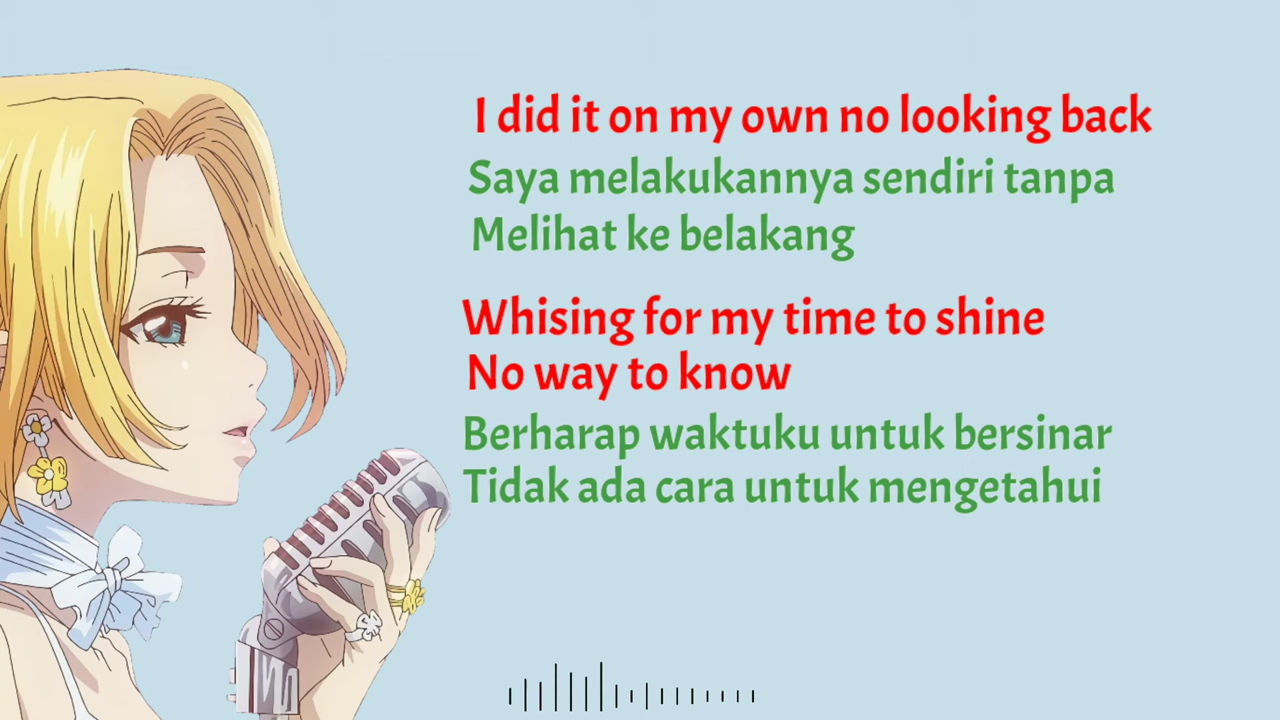 I did it on my own no looking back
Saya melakukannya sendiri tanpa
Melihat ke belakang
Whising for my time to shine
No way to know
Berharap waktuku untuk bersinar
Tidak ada cara untuk mengetahui